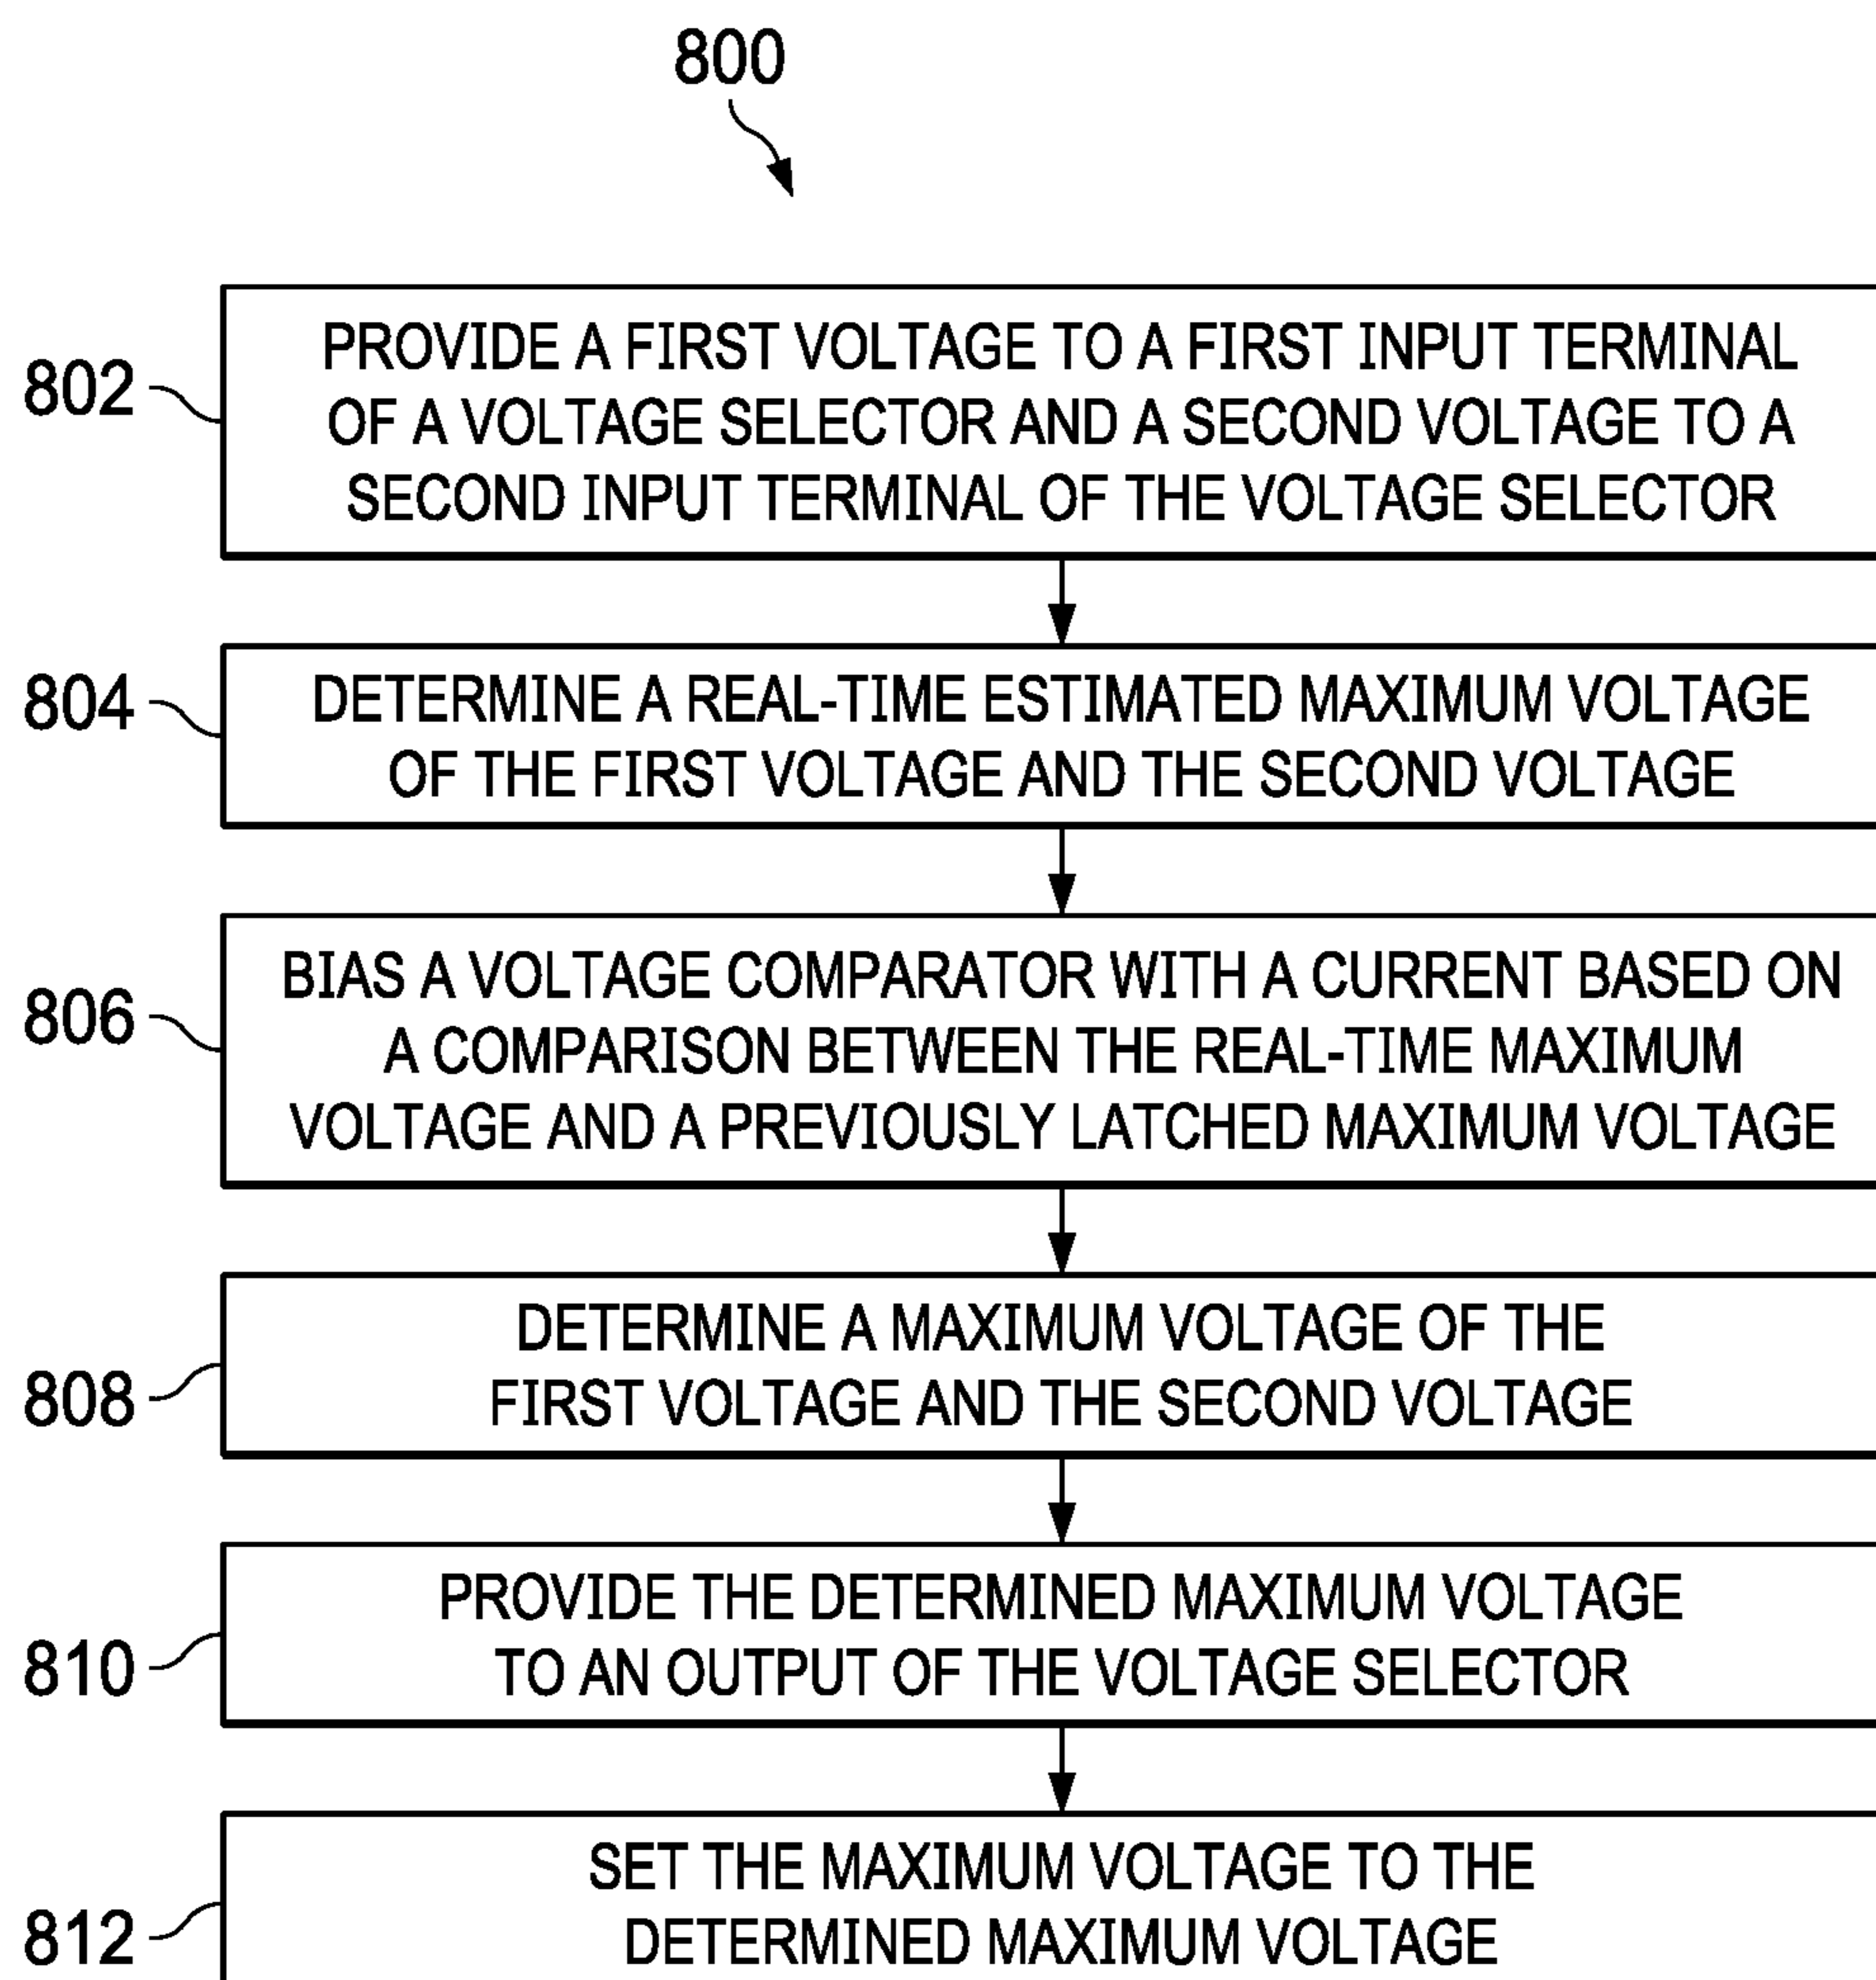 800
802
PROVIDE A FIRST VOLTAGE TO A FIRST INPUT TERMINAL
OF A VOLTAGE SELECTOR AND A SECOND VOLTAGE TO A
SECOND INPUT TERMINAL OF THE VOLTAGE SELECTOR
804
DETERMINE A REAL-TIME ESTIMATED MAXIMUM VOLTAGE
OF THE FIRST VOLTAGE AND THE SECOND VOLTAGE
806
BIAS A VOLTAGE COMPARATOR WITH A CURRENT BASED ON
A COMPARISON BETWEEN THE REAL-TIME MAXIMUM
VOLTAGE AND A PREVIOUSLY LATCHED MAXIMUM VOLTAGE
808
DETERMINE A MAXIMUM VOLTAGE OF THE
FIRST VOLTAGE AND THE SECOND VOLTAGE
810
PROVIDE THE DETERMINED MAXIMUM VOLTAGE
TO AN OUTPUT OF THE VOLTAGE SELECTOR
812
SET THE MAXIMUM VOLTAGE TO THE
DETERMINED MAXIMUM VOLTAGE